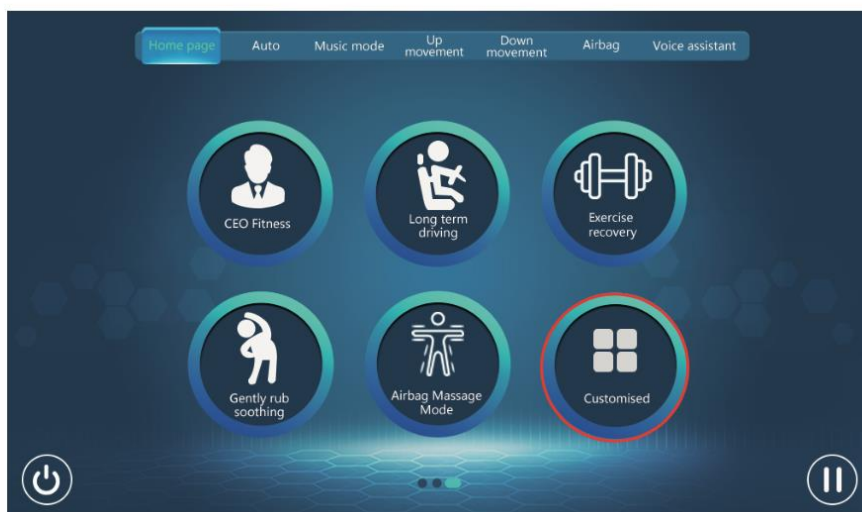 Home page Auto Music mode Up movement Down movement Airbag Voice assistant
CEO Fitness
Long term
driving
Exercise
recovery
Gently rub
soothing
Airbag Massage
Mode
Customised